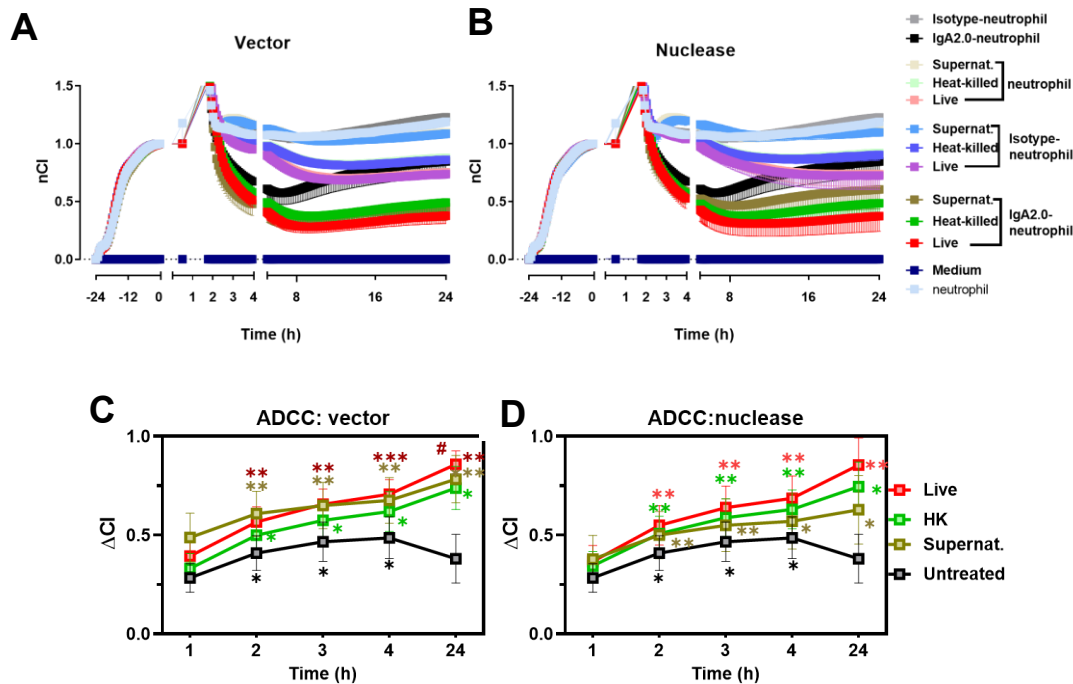 A
Vector
nCI
1.5
1.0
0.5
0.0
-24 -12 0 1 2 3 4 8 16 24
Time (h)
B
Nuclease
nCI
1.5
1.0
0.5
0.0
-24 -12 0 1 2 3 4 8 16 24
Time (h)
Isotype-neutrophil
IgA2.0-neutrophil
Supernat.
Heat-killed neutrophil
Live
Supernat.
Heat-killed Isotype-
Live neutrophil
Supernat.
Heat-killed IgA2.0-
Live neutrophil
Medium
neutrophil
C
ADCC: vector
ΔCI
1.0
0.5
0.0
** ** ** ** *** ** # ** **
* * * *
* * *
1 2 3 4 24
Time (h)
D
ADCC:nuclease
ΔCI
1.0
0.5
0.0
** ** ** ** ** ** **
** ** * * *
* * *
1 2 3 4 24
Time (h)
Live
HK
Supernat.
Untreated